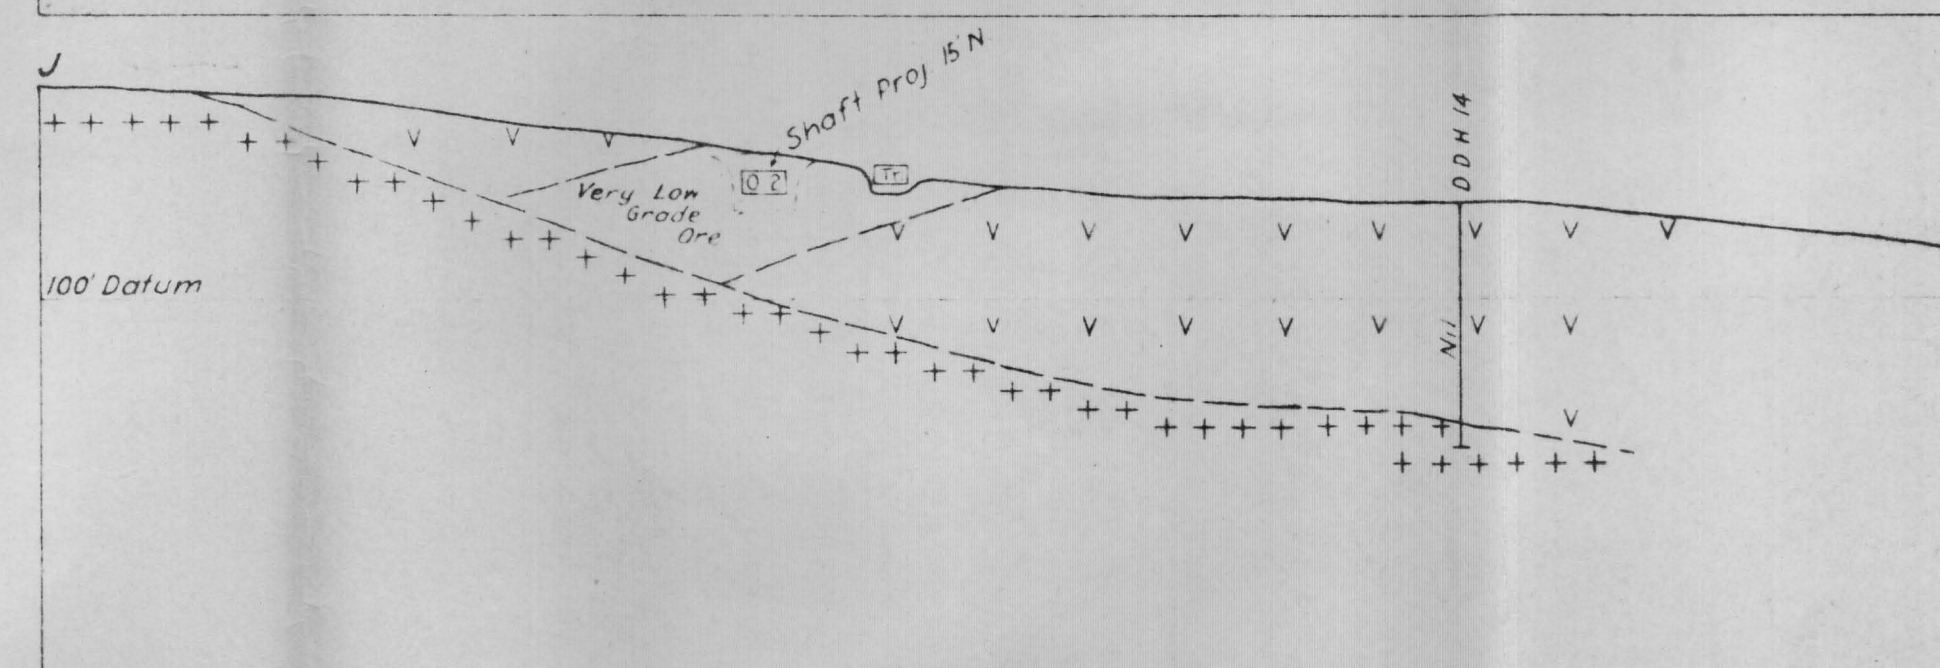 J
Shaft Proj 15' N
DDH 14
Tr.
0 2
Very Low
Grade
Ore
100' Datum
Nil